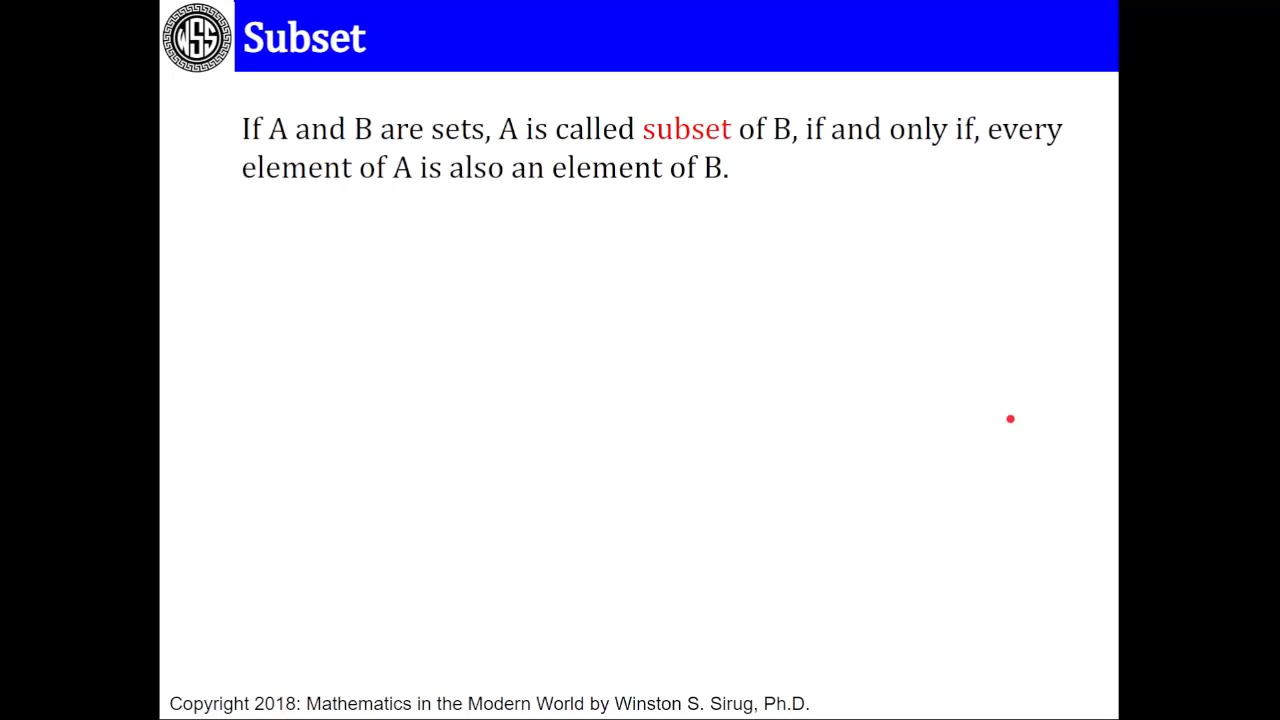 WSS
Subset
If A and B are sets, A is called subset of B, if and only if, every
element of A is also an element of B.
Copyright 2018: Mathematics in the Modern World by Winston S. Sirug, Ph.D.